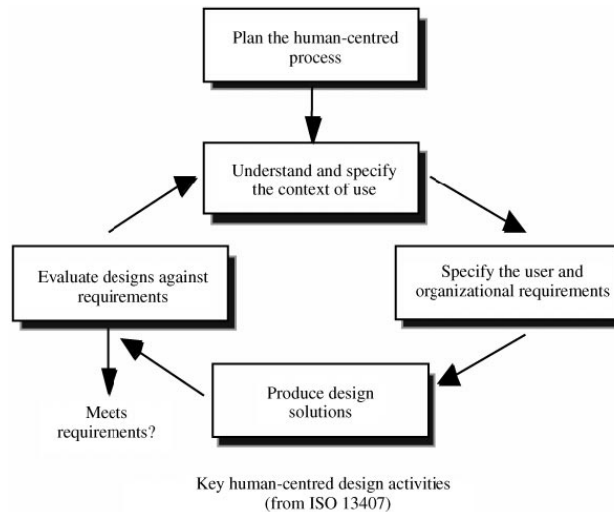 Plan the human-centred
process
Understand and specify
the context of use
Evaluate designs against
requirements
Specify the user and
organizational requirements
Produce design
solutions
Meets
requirements?
Key human-centred design activities
(from ISO 13407)